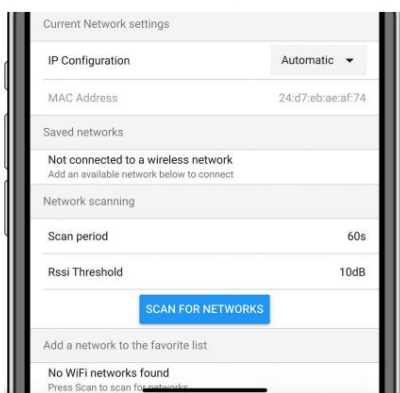 Current Network settings
IP Configuration Automatic
MAC Address 24:d7:eb:ae:af:74
Saved networks
Not connected to a wireless network
Add an available network below to connect
Network scanning
Scan period 60s
Rssi Threshold 10dB
SCAN FOR NETWORKS
Add a network to the favorite list
No WiFi networks found
Press Scan to scan for networks